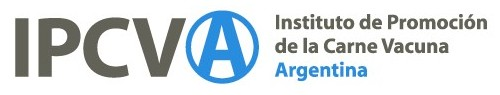 IPCVA
Instituto de Promoción
de la Carne Vacuna
Argentina